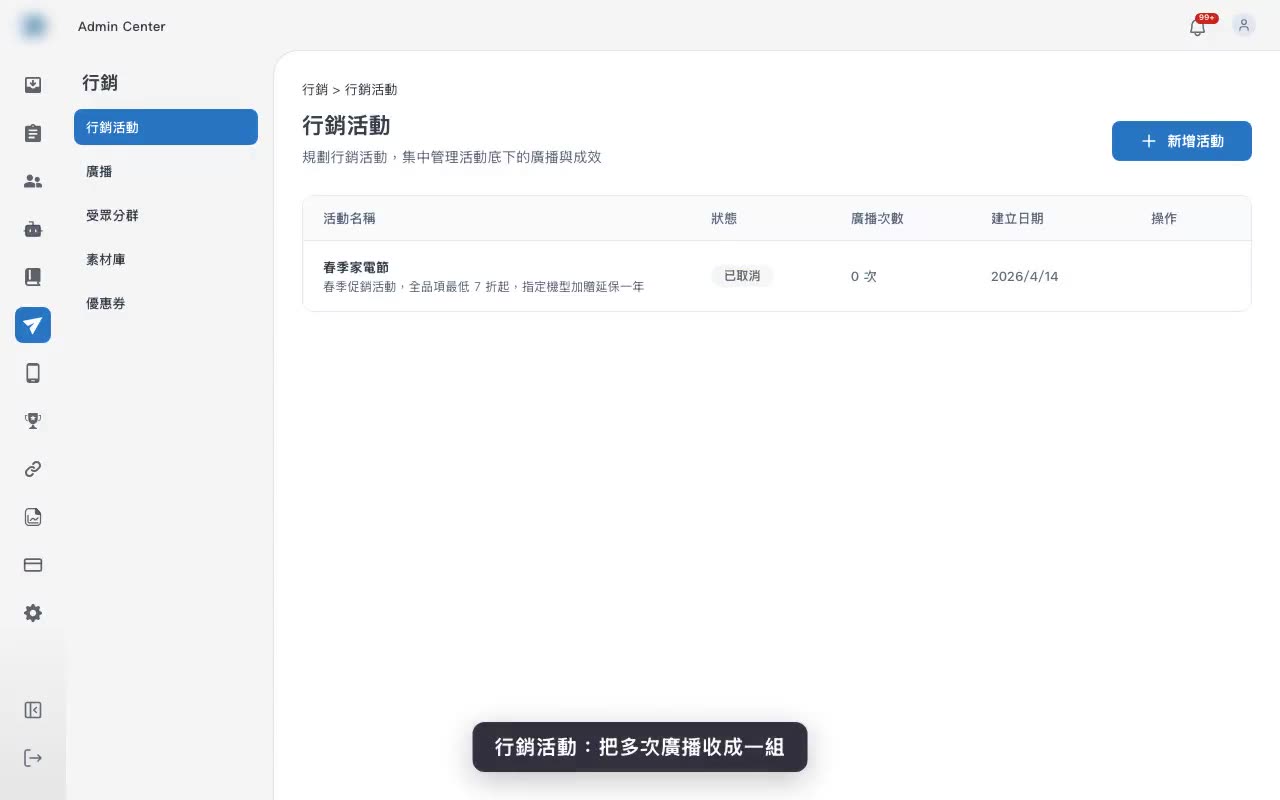 Admin Center
99+
行銷
行銷活動
廣播
受眾分群
素材庫
優惠券
行銷 > 行銷活動
行銷活動
規劃行銷活動，集中管理活動底下的廣播與成效
新增活動
活動名稱 狀態 廣播次數 建立日期 操作
春季家電節
春季促銷活動，全品項最低 7 折起，指定機型加贈延保一年
已取消 0 次 2026/4/14
行銷活動：把多次廣播收成一組